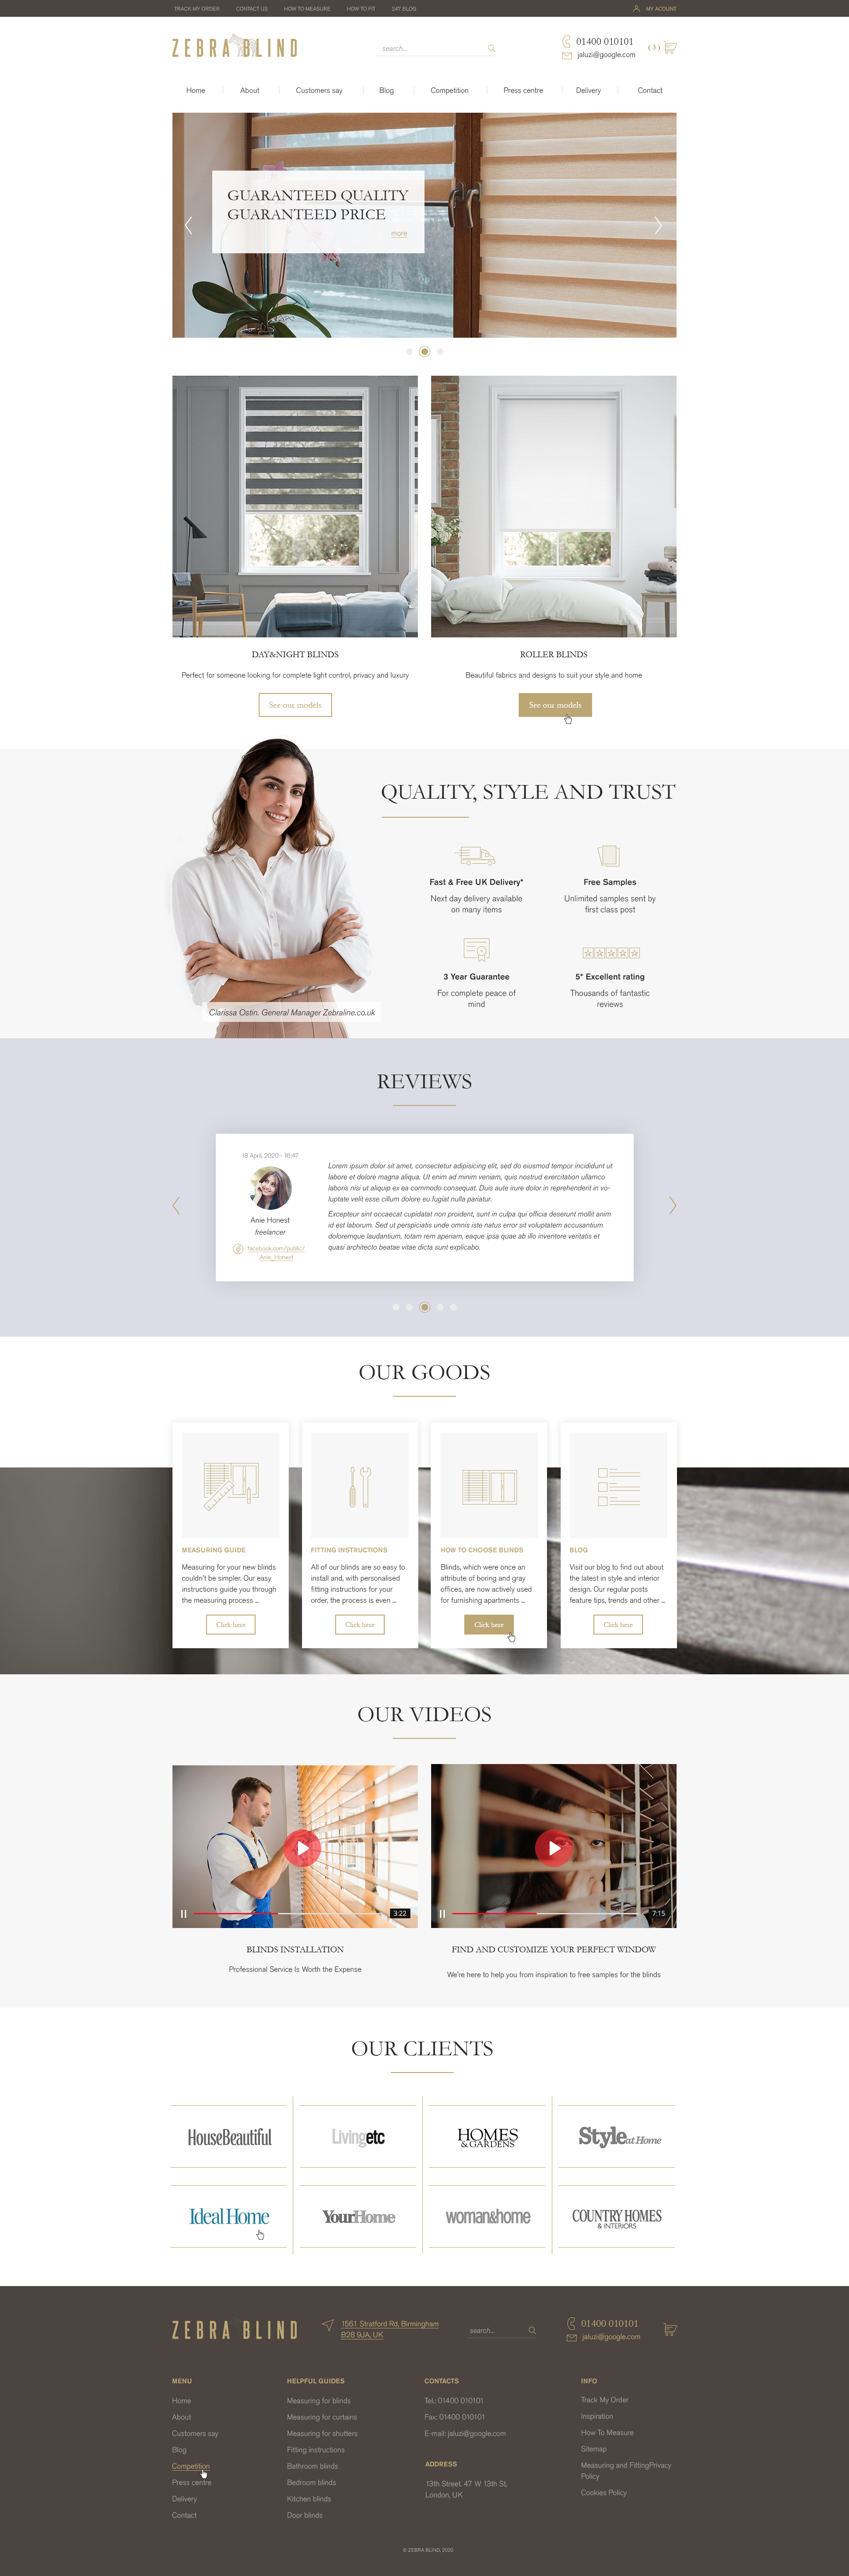 TRACK MY ORDER CONTACT US HOW TO MEASURE HOW TO FIT 24/7 BLOG MY ACOUNT
ZEBRA BLIND
search...
01400 010101
jaluzi@google.com
( 3 )
Home About Customers say Blog Competition Press centre Delivery Contact
GUARANTEED QUALITY
GUARANTEED PRICE
more
DAY&NIGHT BLINDS
Perfect for someone looking for complete light control, privacy and luxury
See our models
ROLLER BLINDS
Beautiful fabrics and designs to suit your style and home
See our models
QUALITY, STYLE AND TRUST
Fast & Free UK Delivery*
Next day delivery available
on many items
Free Samples
Unlimited samples sent by
first class post
3 Year Guarantee
For complete peace of
mind
5* Excellent rating
Thousands of fantastic
reviews
Clarissa Ostin. General Manager Zebraline.co.uk
REVIEWS
18 April, 2020 - 16:47
Anie Honest
freelancer
facebook.com/public/
Anie_Honest
Lorem ipsum dolor sit amet, consectetur adipisicing elit, sed do eiusmod tempor incididunt ut
labore et dolore magna aliqua. Ut enim ad minim veniam, quis nostrud exercitation ullamco
laboris nisi ut aliquip ex ea commodo consequat. Duis aute irure dolor in reprehenderit in vo-
luptate velit esse cillum dolore eu fugiat nulla pariatur.
Excepteur sint occaecat cupidatat non proident, sunt in culpa qui officia deserunt mollit anim
id est laborum. Sed ut perspiciatis unde omnis iste natus error sit voluptatem accusantium
doloremque laudantium, totam rem aperiam, eaque ipsa quae ab illo inventore veritatis et
quasi architecto beatae vitae dicta sunt explicabo.
OUR GOODS
MEASURING GUIDE
Measuring for your new blinds
couldn't be simpler. Our easy
instructions guide you through
the measuring process ...
Click here
FITTING INSTRUCTIONS
All of our blinds are so easy to
install and, with personalised
fitting instructions for your
order, the process is even ...
Click here
HOW TO CHOOSE BLINDS
Blinds, which were once an
attribute of boring and gray
offices, are now actively used
for furnishing apartments ...
Click here
BLOG
Visit our blog to find out about
the latest in style and interior
design. Our regular posts
feature tips, trends and other ...
Click here
OUR VIDEOS
3:22
7:15
BLINDS INSTALLATION
Professional Service Is Worth the Expense
FIND AND CUSTOMIZE YOUR PERFECT WINDOW
We're here to help you from inspiration to free samples for the blinds
OUR CLIENTS
HouseBeautiful
Livingetc
HOMES
& GARDENS
Style at Home
Ideal Home
YourHome
woman&home
COUNTRY HOMES
& INTERIORS
ZEBRA BLIND
1561 Stratford Rd, Birmingham
B28 9JA, UK
search...
01400 010101
jaluzi@google.com
MENU
Home
About
Customers say
Blog
Competition
Press centre
Delivery
Contact
HELPFUL GUIDES
Measuring for blinds
Measuring for curtains
Measuring for shutters
Fitting instructions
Bathroom blinds
Bedroom blinds
Kitchen blinds
Door blinds
CONTACTS
Tel.: 01400 010101
Fax: 01400 010101
E-mail: jaluzi@google.com
ADDRESS
13th Street. 47 W 13th St,
London, UK
INFO
Track My Order
Inspiration
How To Measure
Sitemap
Measuring and FittingPrivacy
Policy
Cookies Policy
© ZEBRA BLIND, 2020